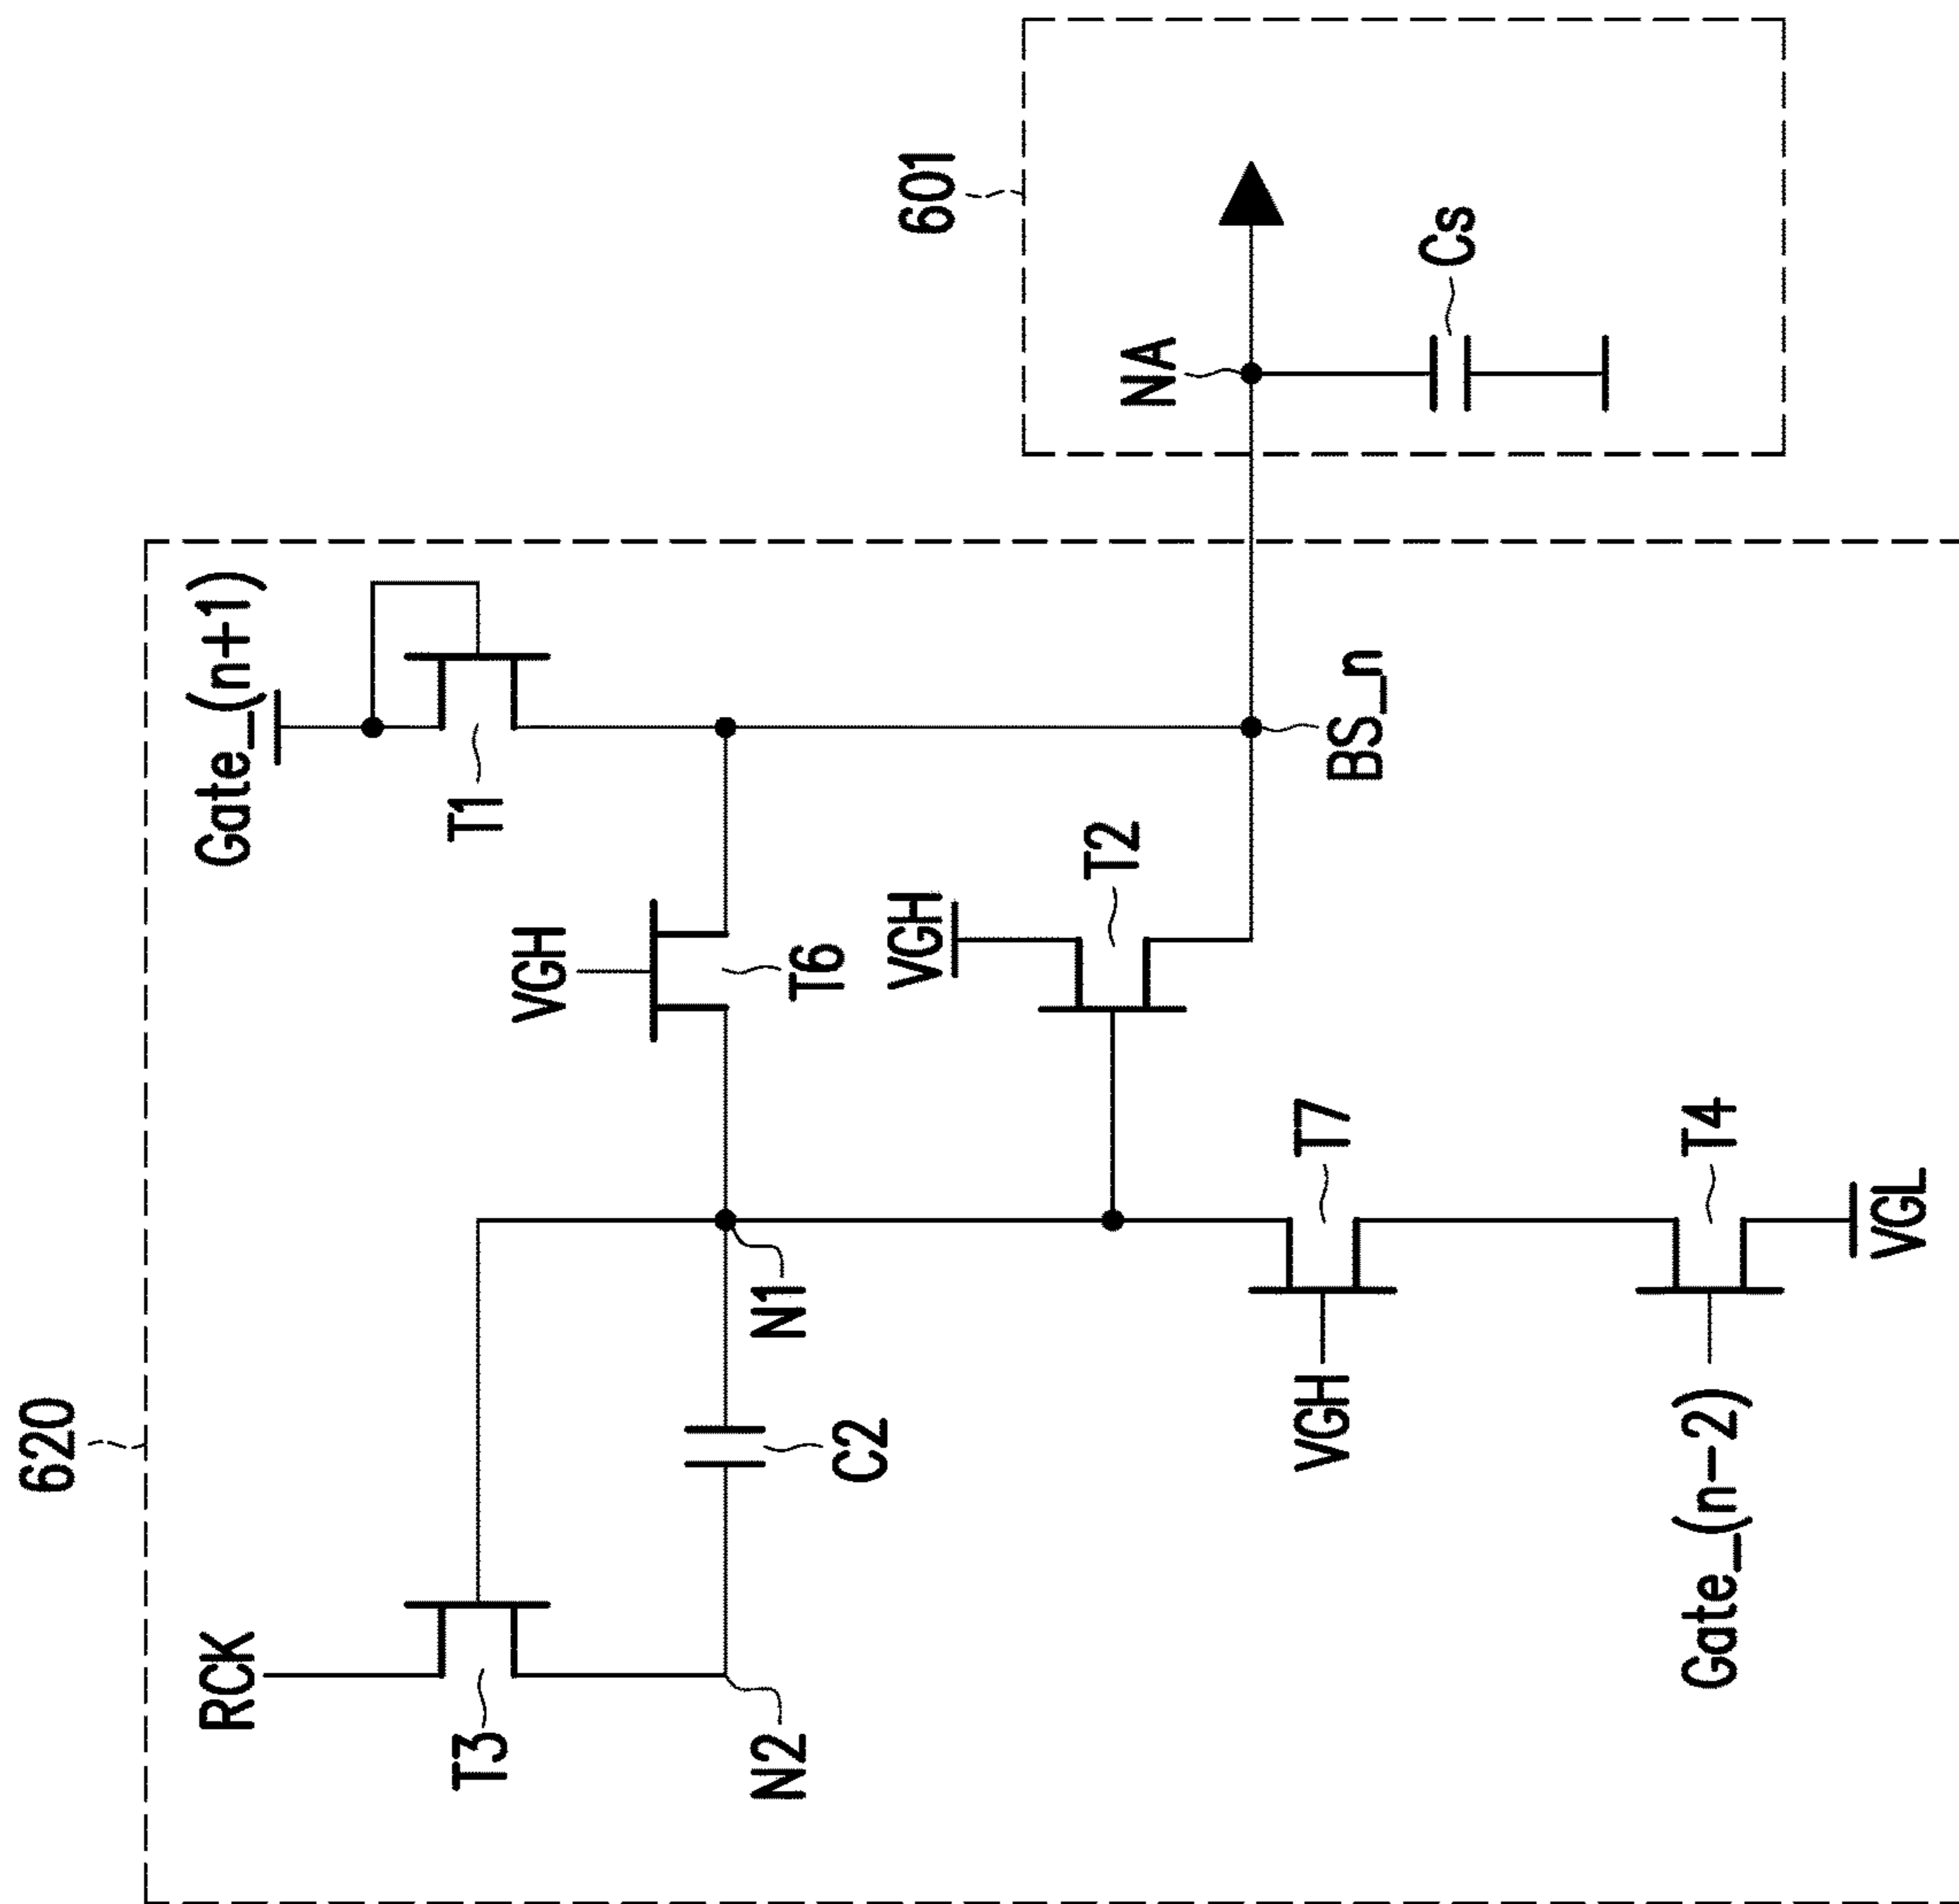 620
RCK
T3
N2
C2
N1
VGH
T6
Gate_(n+1)
T1
VGH
T2
BS_n
VGH
T7
Gate_(n-2)
T4
VGL
601
NA
Cs